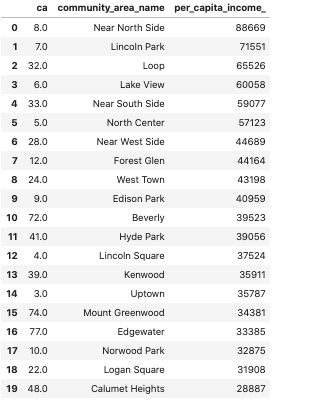 ca community_area_name per_capita_income_
0 8.0 Near North Side 88669
1 7.0 Lincoln Park 71551
2 32.0 Loop 65526
3 6.0 Lake View 60058
4 33.0 Near South Side 59077
5 5.0 North Center 57123
6 28.0 Near West Side 44689
7 12.0 Forest Glen 44164
8 24.0 West Town 43198
9 9.0 Edison Park 40959
10 72.0 Beverly 39523
11 41.0 Hyde Park 39056
12 4.0 Lincoln Square 37524
13 39.0 Kenwood 35911
14 3.0 Uptown 35787
15 74.0 Mount Greenwood 34381
16 77.0 Edgewater 33385
17 10.0 Norwood Park 32875
18 22.0 Logan Square 31908
19 48.0 Calumet Heights 28887